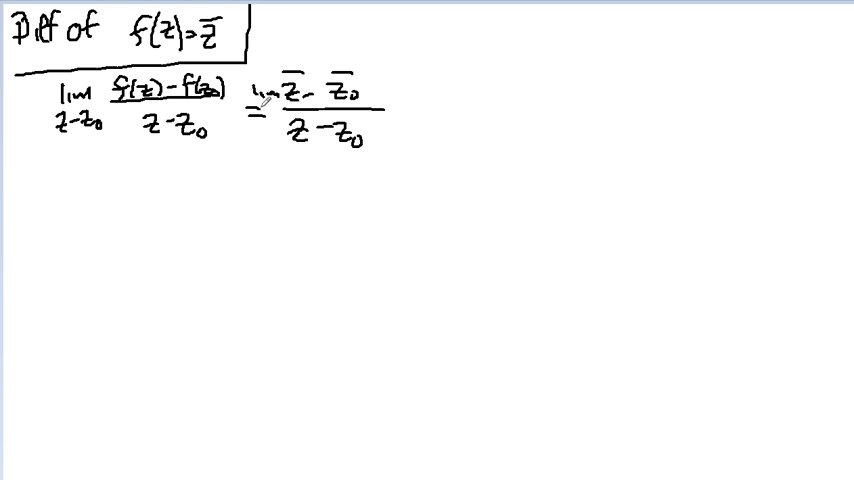 Diff of f(z)=z̅
lim z-z₀ f(z)-f(z₀) / z-z₀ = lim z̅ - z̅₀ / z-z₀